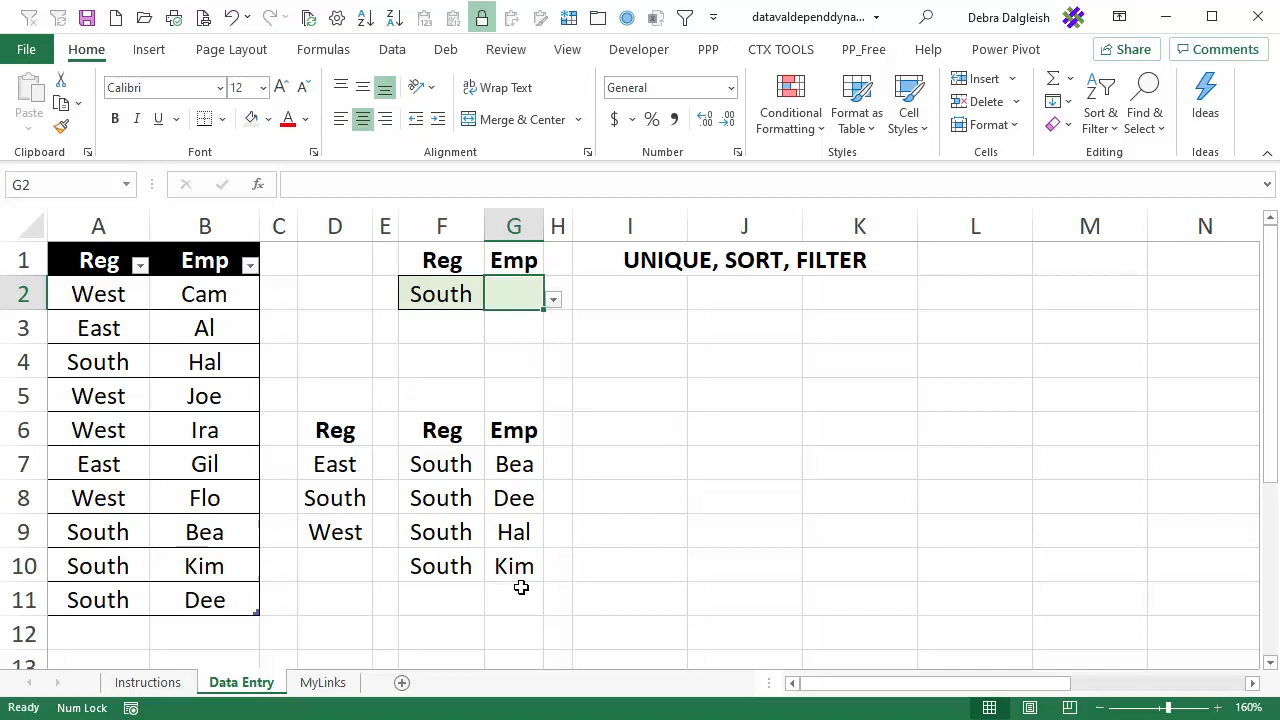 datavaldependdyna...
Debra Dalgleish
File Home Insert Page Layout Formulas Data Deb Review View Developer PPP CTX TOOLS PP_Free Help Power Pivot Share Comments
Calibri 12 A A Wrap Text General Insert
Paste Conditional Format as Cell Delete Sort & Find & Ideas
B I U A Merge & Center $ % Formatting Table Styles Format Filter Select
Clipboard Font Alignment Number Styles Cells Editing Ideas
G2 fx
A B C D E F G H I J K L M N
1 Reg Emp Reg Emp UNIQUE, SORT, FILTER
2 West Cam South
3 East Al
4 South Hal
5 West Joe
6 West Ira Reg Reg Emp
7 East Gil East South Bea
8 West Flo South South Dee
9 South Bea West South Hal
10 South Kim South Kim
11 South Dee
12
13
Instructions Data Entry MyLinks
Ready Num Lock 160%